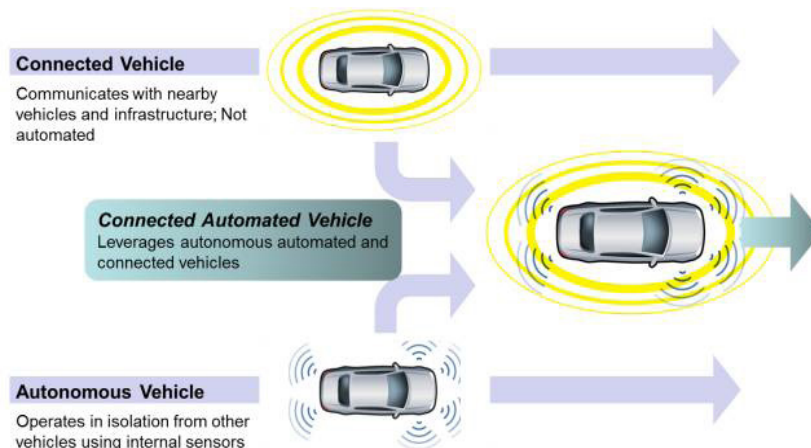 Connected Vehicle
Communicates with nearby
vehicles and infrastructure; Not
automated
Connected Automated Vehicle
Leverages autonomous automated and
connected vehicles
Autonomous Vehicle
Operates in isolation from other
vehicles using internal sensors